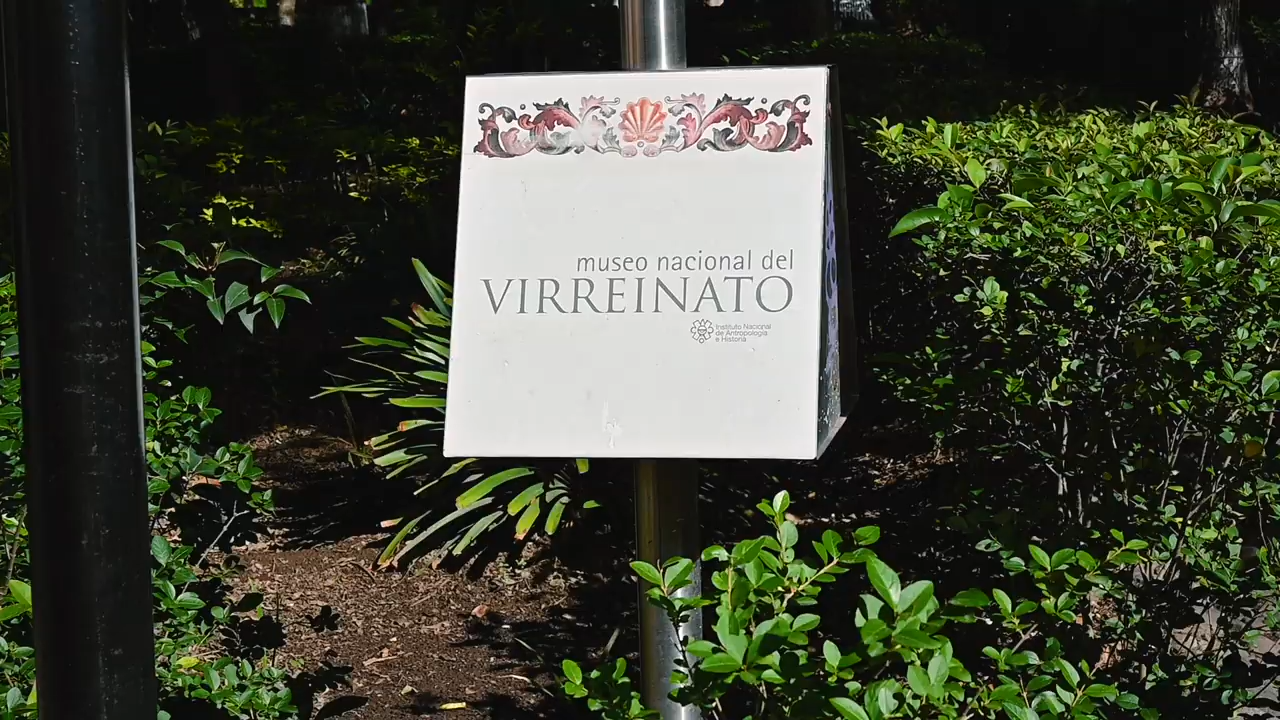 museo nacional del
VIRREINATO
Instituto Nacional
de Antropología
e Historia